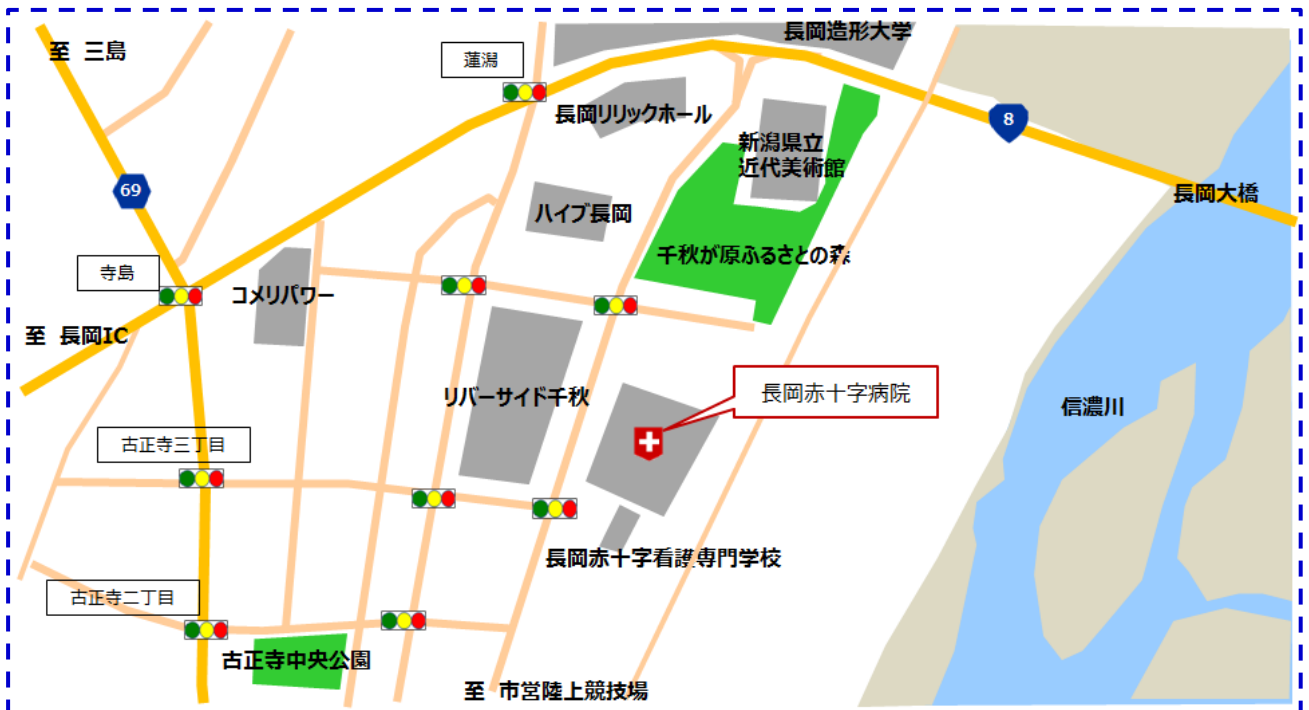 長岡造形大学
至 三島
蓮潟
長岡リリックホール
8
新潟県立
近代美術館
69
長岡大橋
ハイブ長岡
千秋が原ふるさとの森
寺島
コメリパワー
至 長岡IC
リバーサイド千秋
長岡赤十字病院
信濃川
古正寺三丁目
長岡赤十字看護専門学校
古正寺二丁目
古正寺中央公園
至 市営陸上競技場